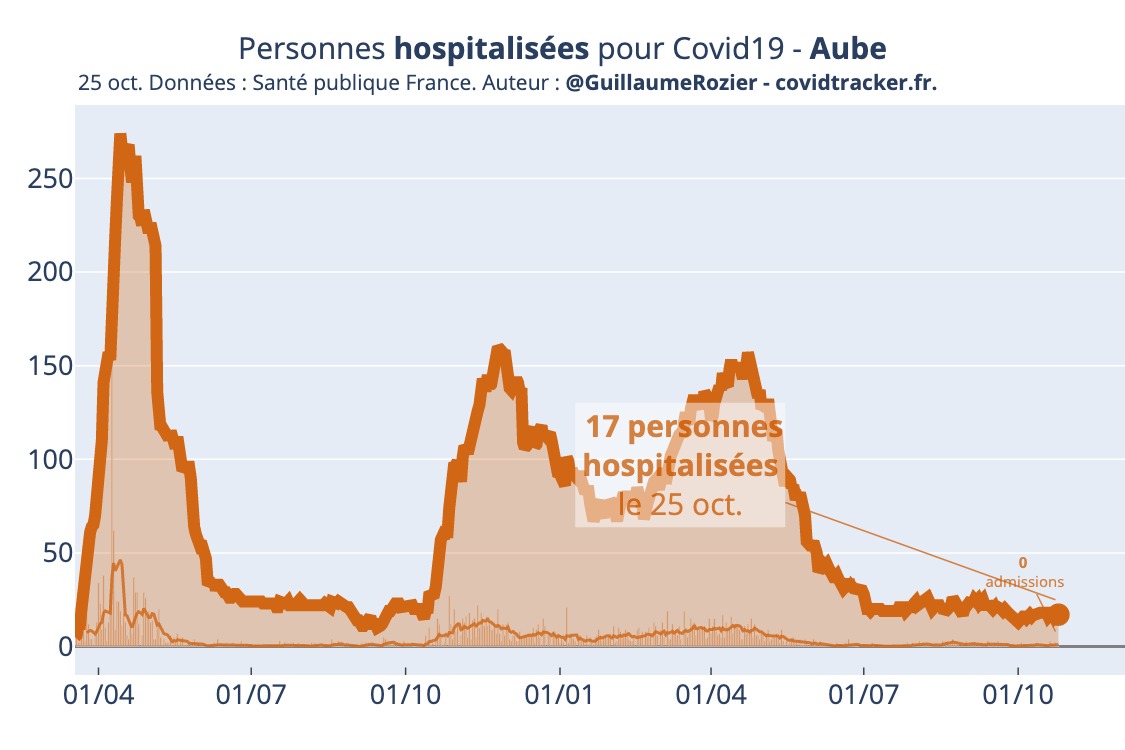 Personnes hospitalisées pour Covid19 - Aube
25 oct. Données : Santé publique France. Auteur : @GuillaumeRozier - covidtracker.fr.
250
200
150
100
50
0
17 personnes
hospitalisées
le 25 oct.
0
admissions
01/04 01/07 01/10 01/01 01/04 01/07 01/10